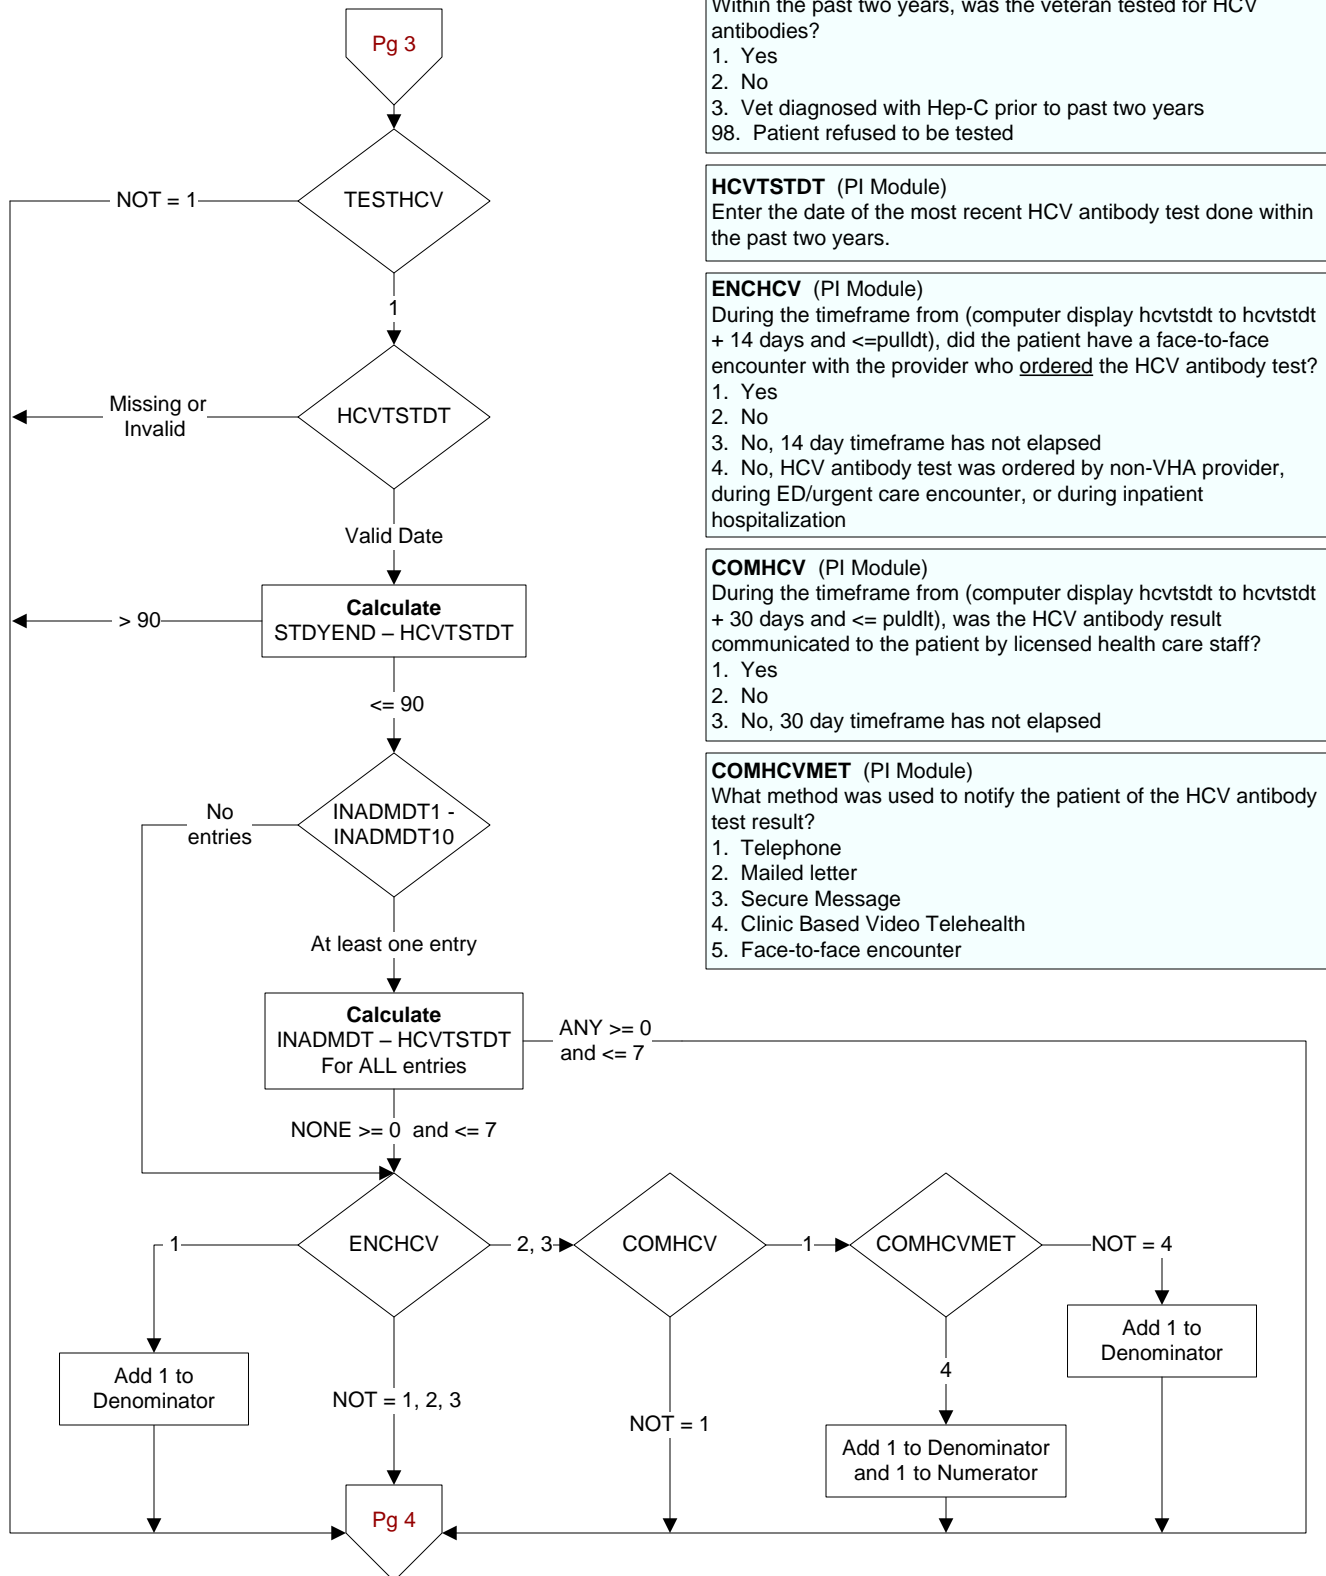 Pg 3
TESTHCV
NOT = 1
1
HCVTSTDT
Missing or
Invalid
Valid Date
Calculate
STDYEND – HCVTSTDT
> 90
<= 90
INADMDT1 -
INADMDT10
No
entries
At least one entry
Calculate
INADMDT – HCVTSTDT
For ALL entries
ANY >= 0
and <= 7
NONE >= 0 and <= 7
1
ENCHCV
2, 3
COMHCV
1
COMHCVMET
NOT = 4
Add 1 to
Denominator
NOT = 1, 2, 3
NOT = 1
4
Add 1 to Denominator
and 1 to Numerator
Add 1 to
Denominator
Pg 4
Within the past two years, was the veteran tested for HCV
antibodies?
1. Yes
2. No
3. Vet diagnosed with Hep-C prior to past two years
98. Patient refused to be tested
HCVTSTDT (PI Module)
Enter the date of the most recent HCV antibody test done within
the past two years.
ENCHCV (PI Module)
During the timeframe from (computer display hcvtstdt to hcvtstdt
+ 14 days and <=pulldt), did the patient have a face-to-face
encounter with the provider who ordered the HCV antibody test?
1. Yes
2. No
3. No, 14 day timeframe has not elapsed
4. No, HCV antibody test was ordered by non-VHA provider,
during ED/urgent care encounter, or during inpatient
hospitalization
COMHCV (PI Module)
During the timeframe from (computer display hcvtstdt to hcvtstdt
+ 30 days and <= puldlt), was the HCV antibody result
communicated to the patient by licensed health care staff?
1. Yes
2. No
3. No, 30 day timeframe has not elapsed
COMHCVMET (PI Module)
What method was used to notify the patient of the HCV antibody
test result?
1. Telephone
2. Mailed letter
3. Secure Message
4. Clinic Based Video Telehealth
5. Face-to-face encounter